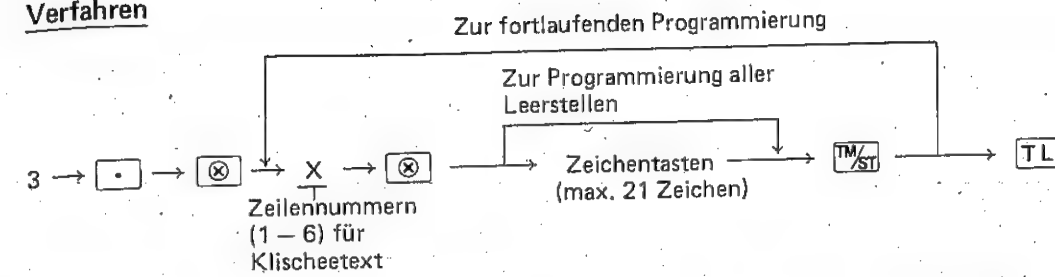 Verfahren
Zur fortlaufenden Programmierung
Zur Programmierung aller
Leerstellen
3 → [•] → [⊗] → X → [⊗] → Zeichentasten → [TM/ST] → [TL
(max. 21 Zeichen)
Zeilennummern
(1 – 6) für
Klischeetext